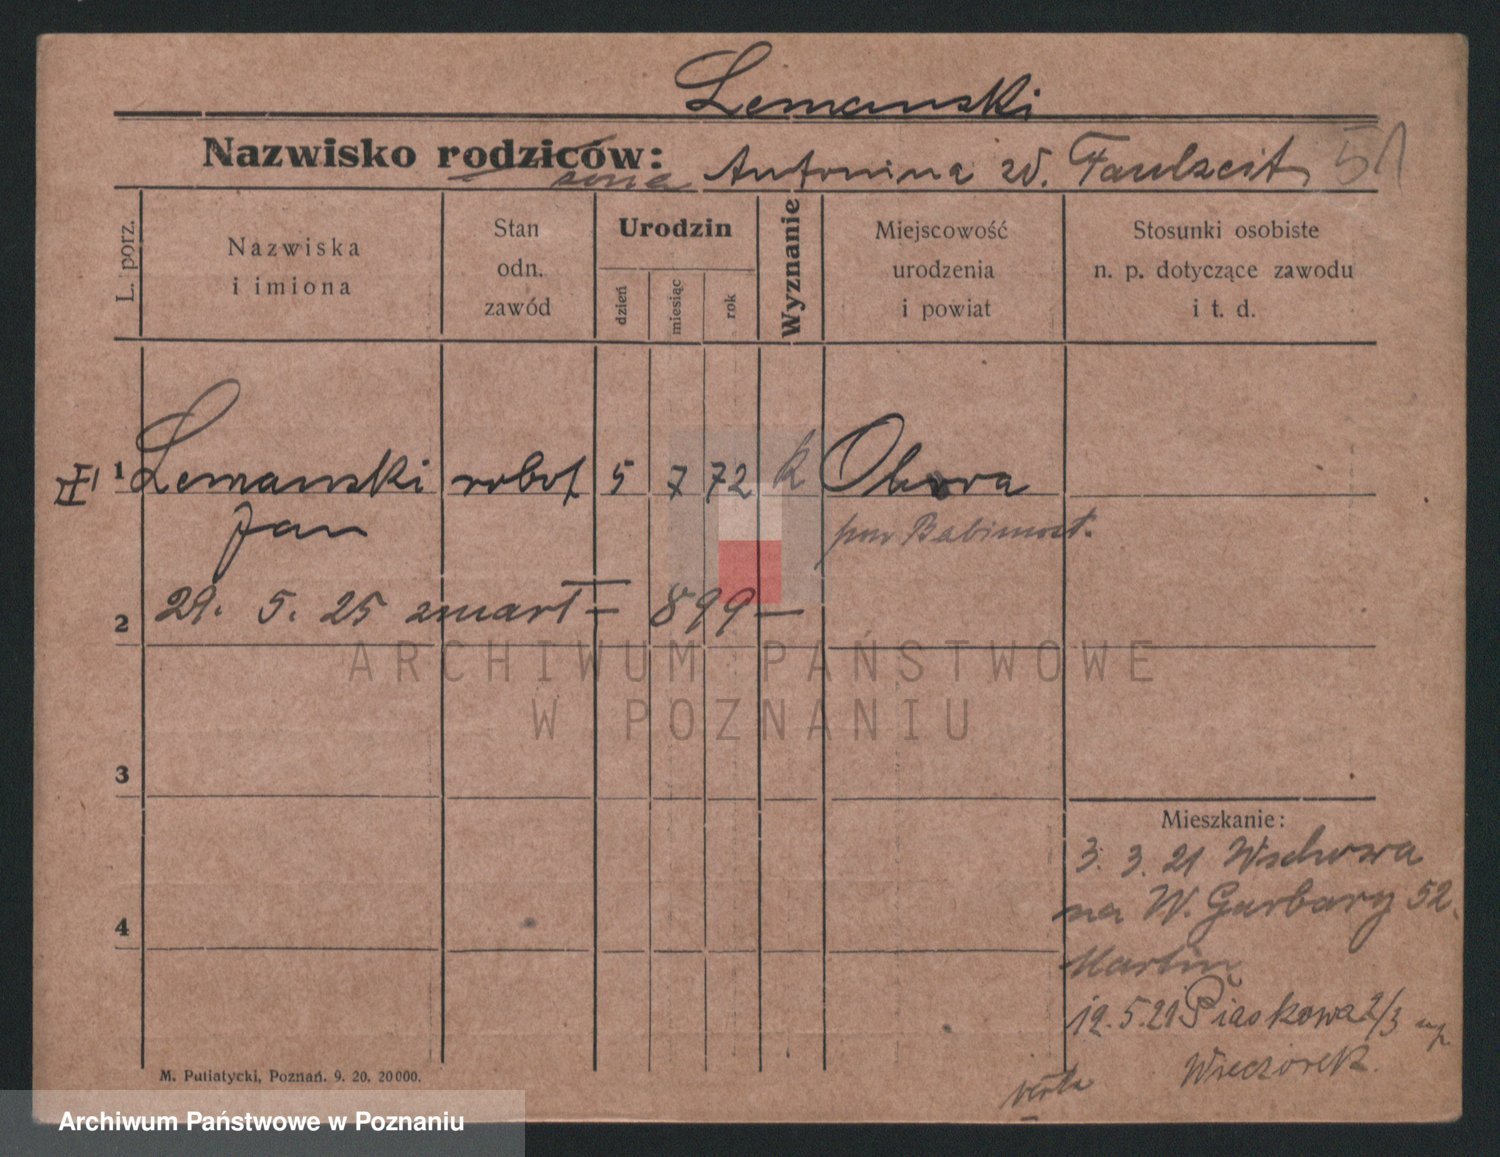 Lemanski
Nazwisko rodziców: żona Antonina zd. Faulzeit 51
L. porz.
Nazwiska
i imiona
Stan
odn.
zawód
Urodzin
dzień
miesiąc
rok
Wyznanie
Miejscowość
urodzenia
i powiat
Stosunki osobiste
n. p. dotyczące zawodu
i t. d.
1 Lemanski robot 5 7 72 k Obora
Jan
pow Babimost.
2 29. 5. 25 zmarł — 899 —
ARCHIWUM PAŃSTWOWE
W POZNANIU
3
Mieszkanie:
3. 3. 21 Wschowa
na W. Garbary 52.
4
Martin
12. 5. 21 Piaskowa 2/3
Wieczorek.
verte
M. Putiatycki, Poznań. 9. 20. 20000.
Archiwum Państwowe w Poznaniu